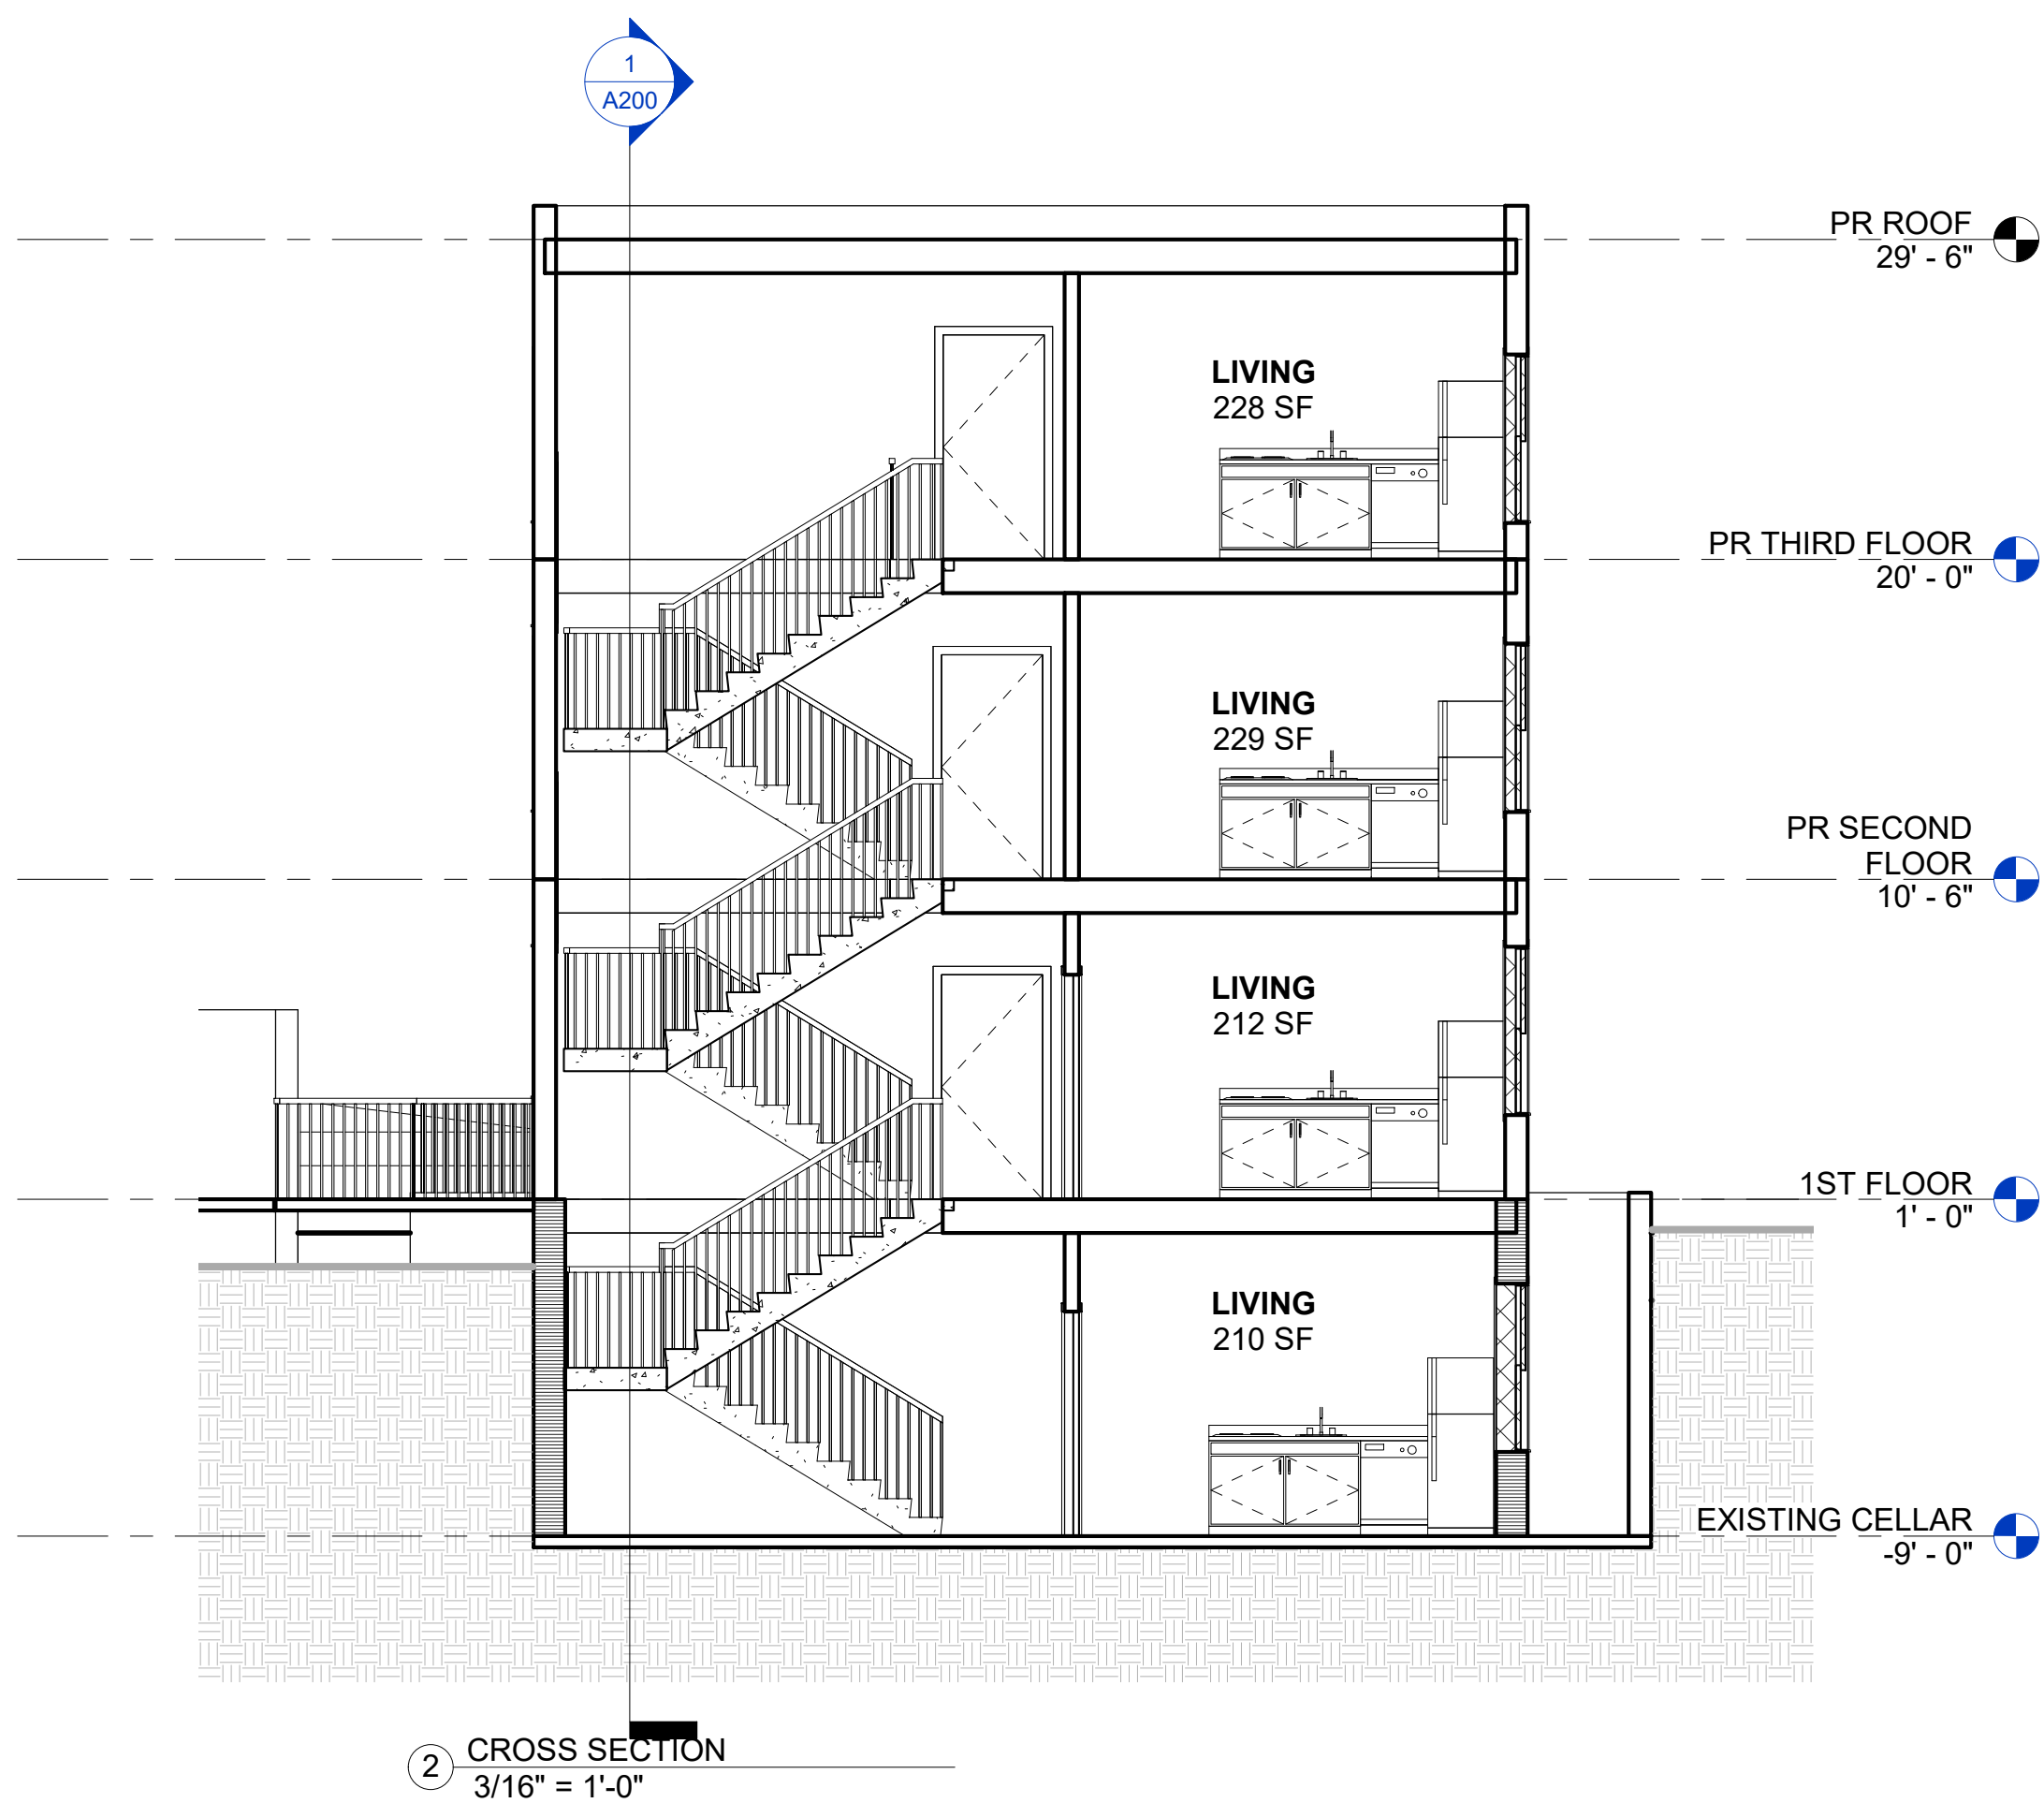 1
A200
PR ROOF
29' - 6"
LIVING
228 SF
PR THIRD FLOOR
20' - 0"
LIVING
229 SF
PR SECOND
FLOOR
10' - 6"
LIVING
212 SF
1ST FLOOR
1' - 0"
LIVING
210 SF
EXISTING CELLAR
-9' - 0"
2
CROSS SECTION
3/16" = 1'-0"